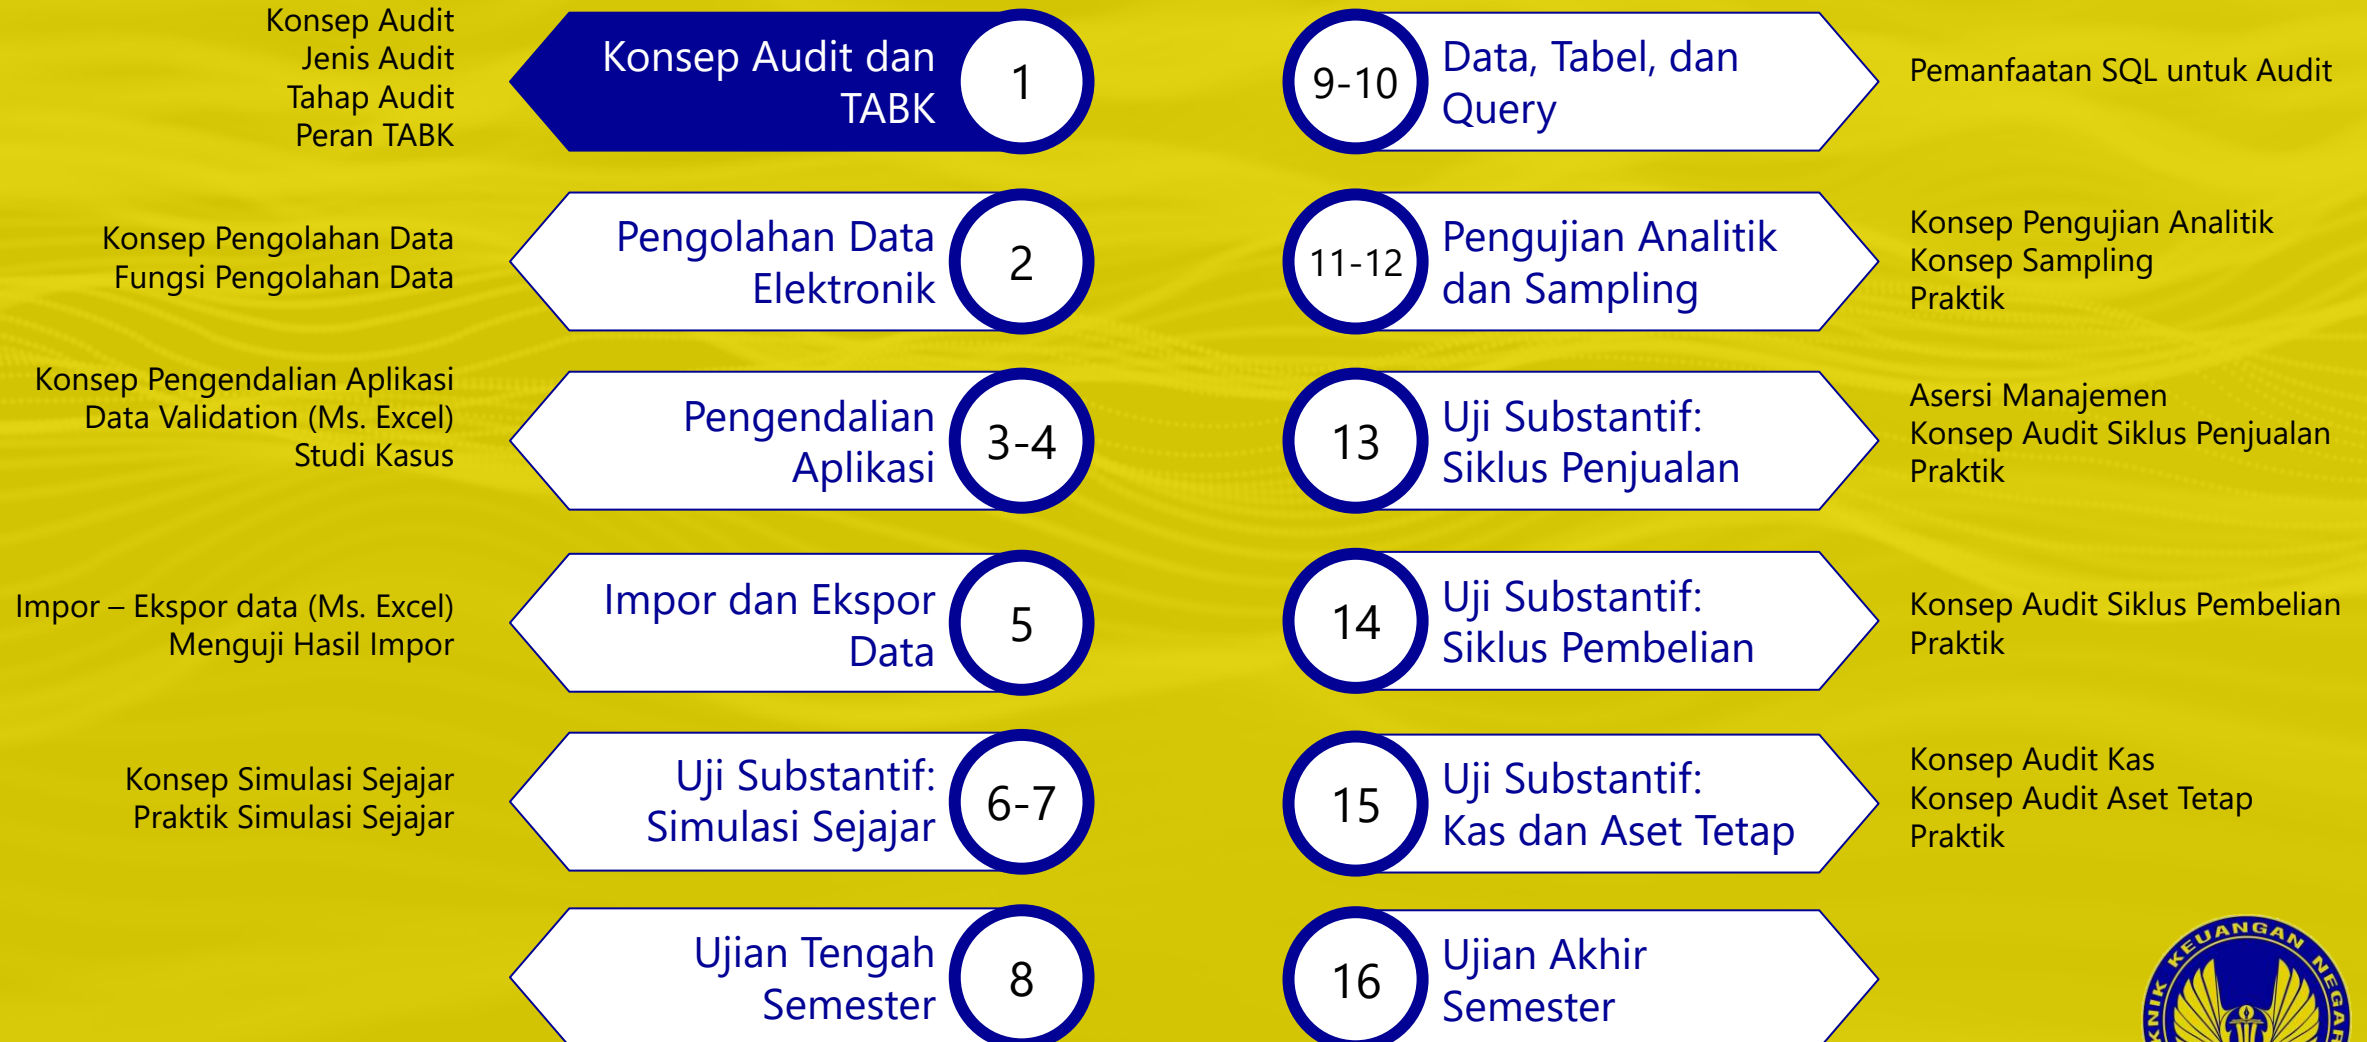 Konsep Audit
Jenis Audit
Tahap Audit
Peran TABK
Konsep Audit dan
TABK
1
Konsep Pengolahan Data
Fungsi Pengolahan Data
Pengolahan Data
Elektronik
2
Konsep Pengendalian Aplikasi
Data Validation (Ms. Excel)
Studi Kasus
Pengendalian
Aplikasi
3-4
Impor – Ekspor data (Ms. Excel)
Menguji Hasil Impor
Impor dan Ekspor
Data
5
Konsep Simulasi Sejajar
Praktik Simulasi Sejajar
Uji Substantif:
Simulasi Sejajar
6-7
Ujian Tengah
Semester
8
9-10
Data, Tabel, dan
Query
Pemanfaatan SQL untuk Audit
11-12
Pengujian Analitik
dan Sampling
Konsep Pengujian Analitik
Konsep Sampling
Praktik
13
Uji Substantif:
Siklus Penjualan
Asersi Manajemen
Konsep Audit Siklus Penjualan
Praktik
14
Uji Substantif:
Siklus Pembelian
Konsep Audit Siklus Pembelian
Praktik
15
Uji Substantif:
Kas dan Aset Tetap
Konsep Audit Kas
Konsep Audit Aset Tetap
Praktik
16
Ujian Akhir
Semester
KEUANGAN